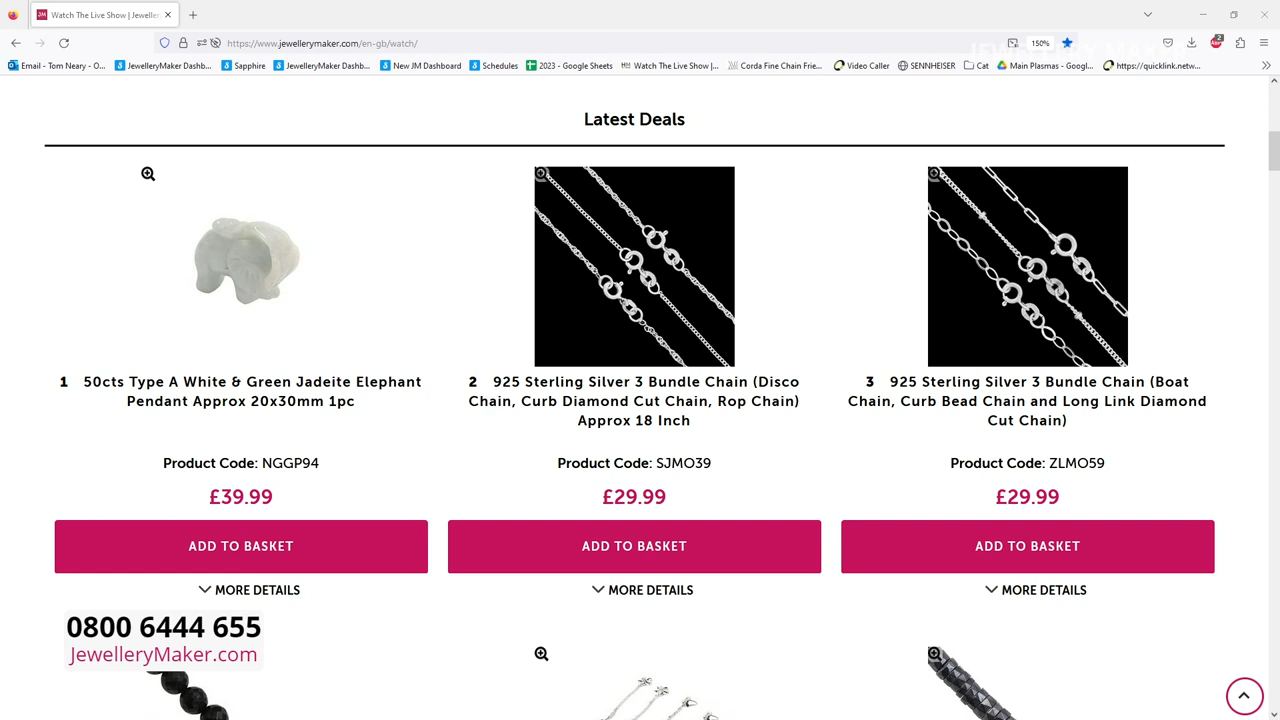 Watch The Live Show | Jeweller
https://www.jewellerymaker.com/en-gb/watch/
150%
2
Email - Tom Neary - O...
JewelleryMaker Dashb...
Sapphire
JewelleryMaker Dashb...
New JM Dashboard
Schedules
2023 - Google Sheets
Watch The Live Show |...
Corda Fine Chain Frie...
Video Caller
SENNHEISER
Cat
Main Plasmas - Googl...
https://quicklink.netw...
Latest Deals
1 50cts Type A White & Green Jadeite Elephant
Pendant Approx 20x30mm 1pc
Product Code: NGGP94
£39.99
ADD TO BASKET
MORE DETAILS
2 925 Sterling Silver 3 Bundle Chain (Disco
Chain, Curb Diamond Cut Chain, Rop Chain)
Approx 18 Inch
Product Code: SJMO39
£29.99
ADD TO BASKET
MORE DETAILS
3 925 Sterling Silver 3 Bundle Chain (Boat
Chain, Curb Bead Chain and Long Link Diamond
Cut Chain)
Product Code: ZLMO59
£29.99
ADD TO BASKET
MORE DETAILS
0800 6444 655
JewelleryMaker.com